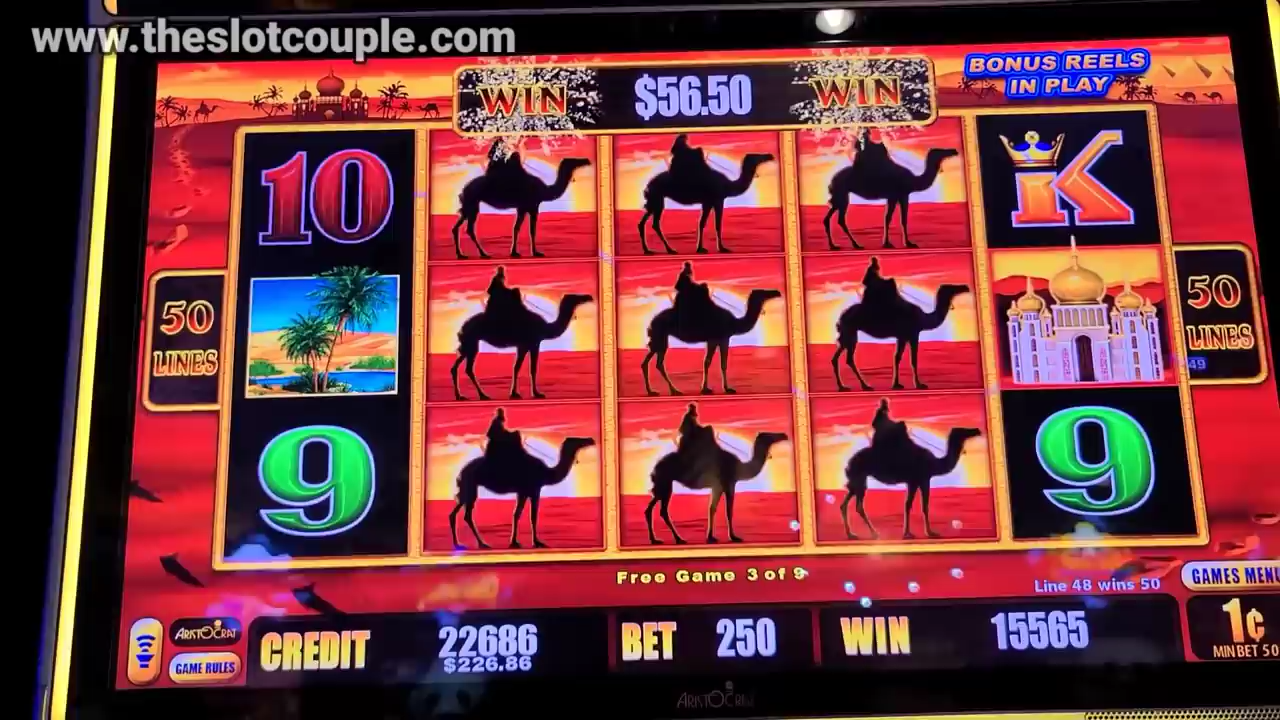 www.theslotcouple.com
WIN $56.50 WIN
BONUS REELS
IN PLAY
10
K
50
LINES
50
LINES
49
9
9
Free Game 3 of 9
Line 48 wins 50
GAMES MENU
ARISTOCRAT
GAME RULES
CREDIT 22686
$226.86
BET 250
WIN 15565
1¢
MIN BET 50
ARISTOCRAT